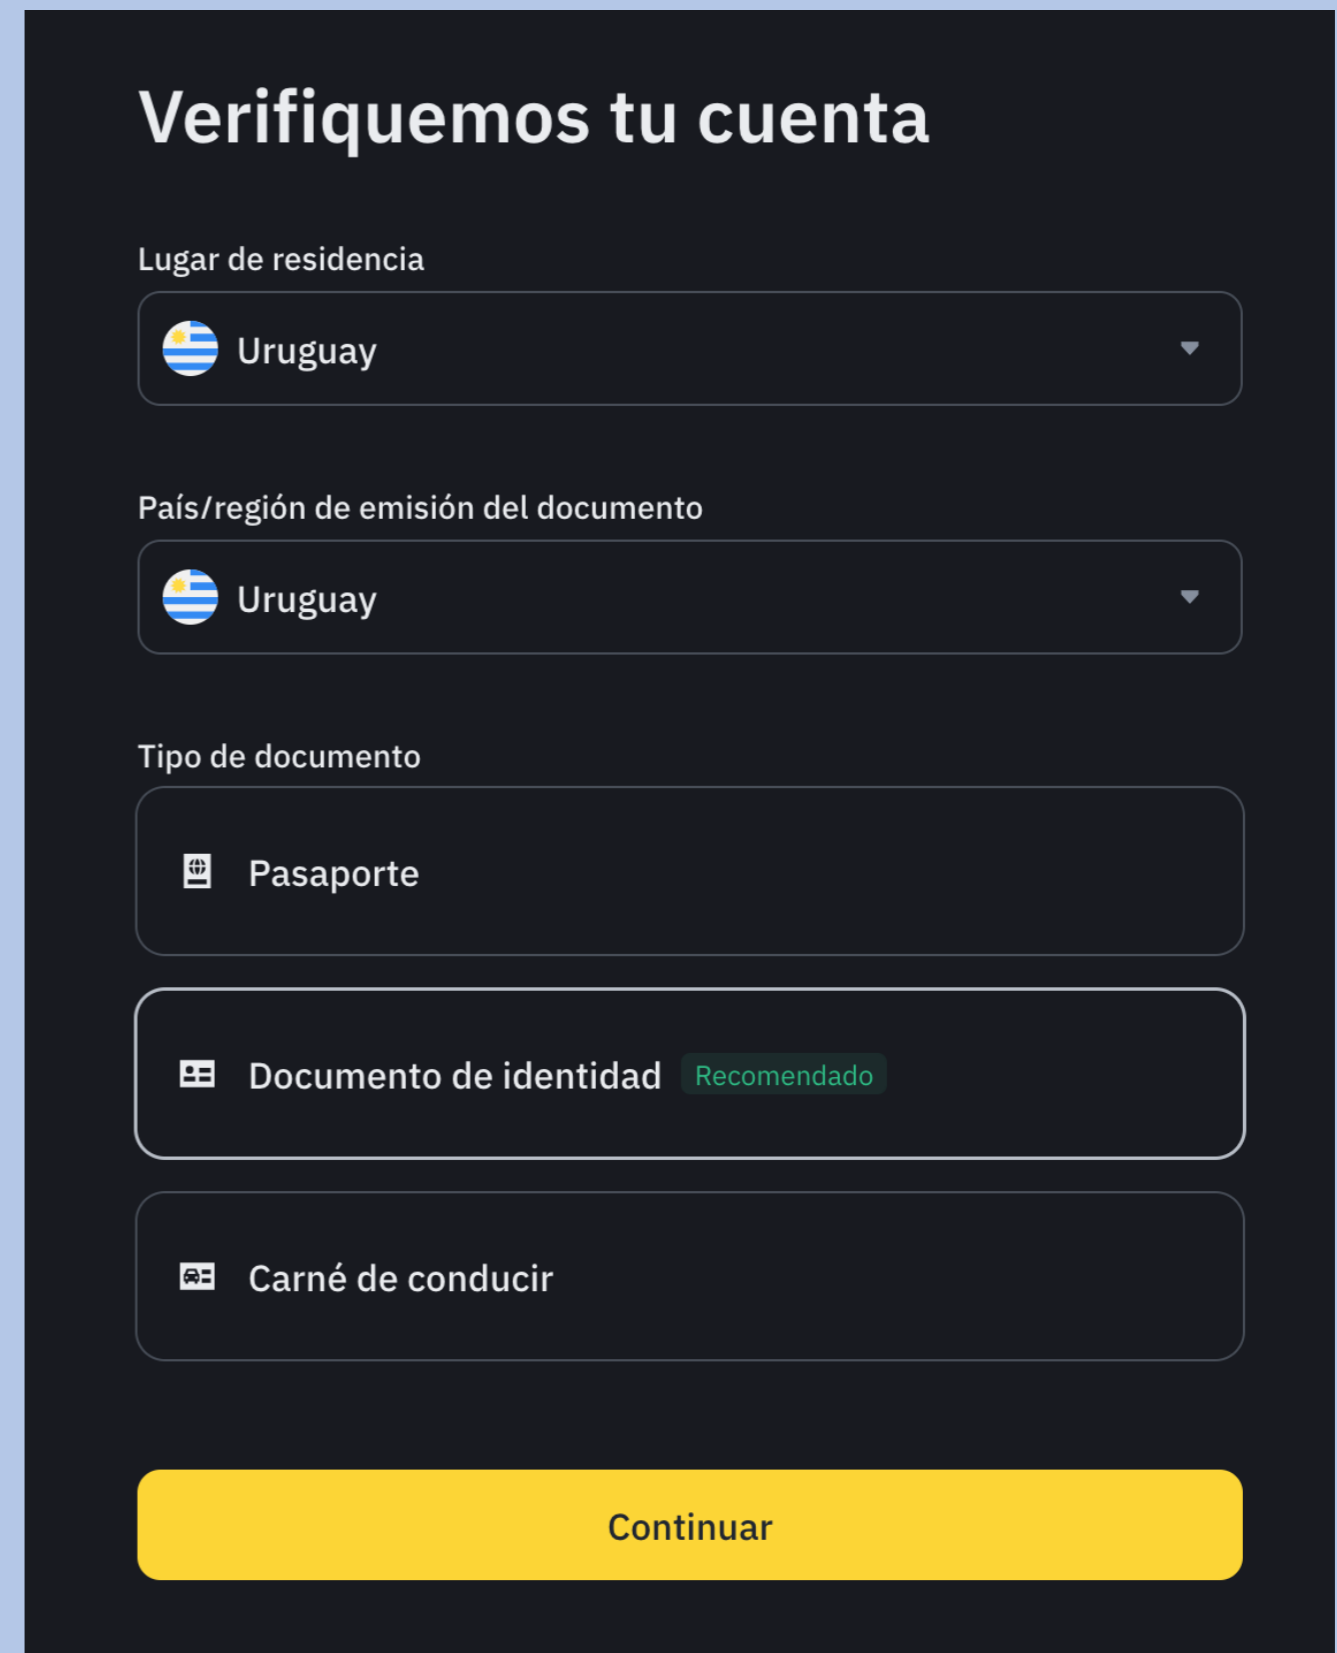 Verifiquemos tu cuenta
Lugar de residencia
Uruguay
País/región de emisión del documento
Uruguay
Tipo de documento
Pasaporte
Documento de identidad Recomendado
Carné de conducir
Continuar